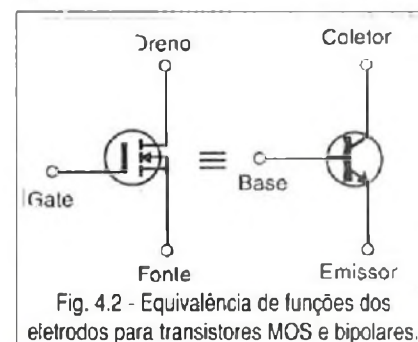 Dreno
Coletor
Gate
Base
Fonte
Emissor
Fig. 4.2 - Equivalência de funções dos
eletrodos para transistores MOS e bipolares.